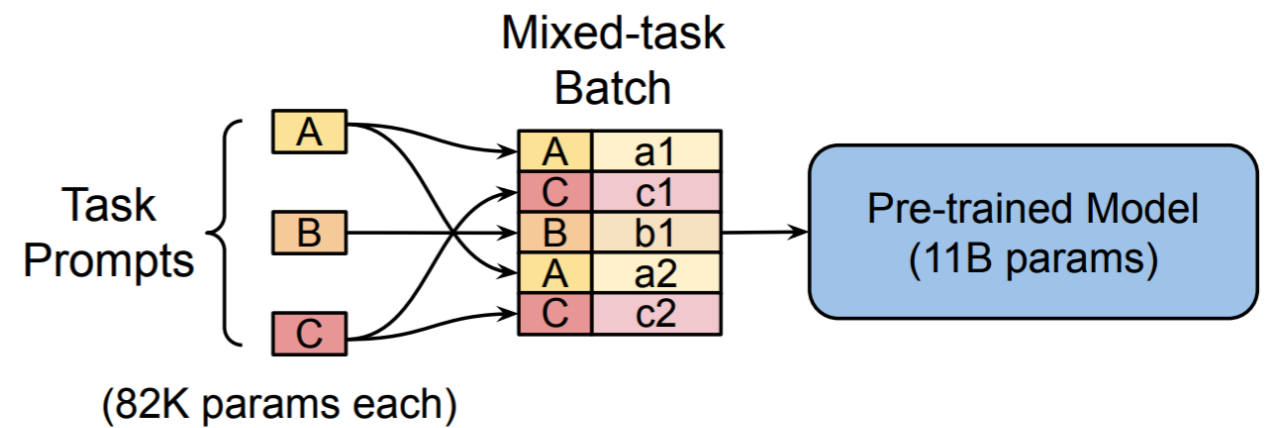 Mixed-task
Batch
Task
Prompts
A
B
C
(82K params each)
A a1
C c1
B b1
A a2
C c2
Pre-trained Model
(11B params)